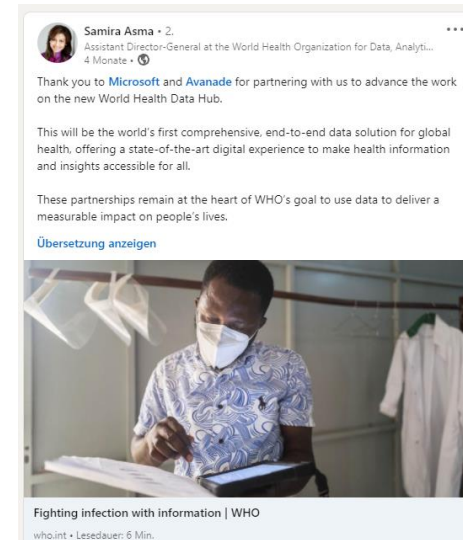 Samira Asma • 2.
Assistant Director-General at the World Health Organization for Data, Analyti...
4 Monate •
Thank you to Microsoft and Avanade for partnering with us to advance the work
on the new World Health Data Hub.
This will be the world's first comprehensive, end-to-end data solution for global
health, offering a state-of-the-art digital experience to make health information
and insights accessible for all.
These partnerships remain at the heart of WHO's goal to use data to deliver a
measurable impact on people's lives.
Übersetzung anzeigen
Fighting infection with information | WHO
who.int • Lesedauer: 6 Min.